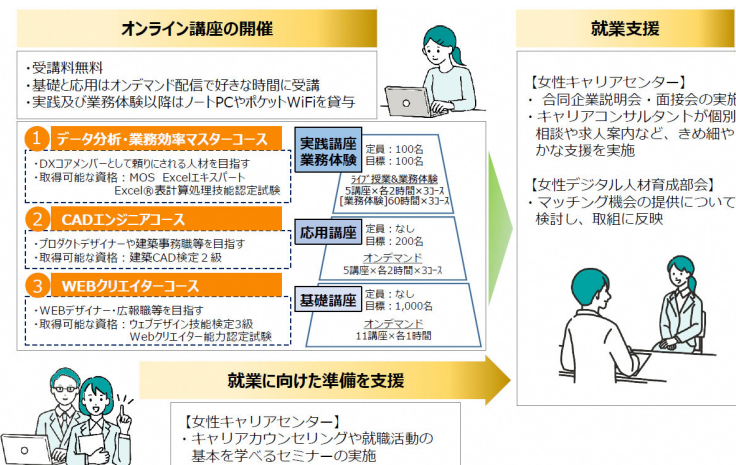 オンライン講座の開催
・受講料無料
・基礎と応用はオンデマンド配信で好きな時間に受講
・実践及び業務体験以降はノートPCやポケットWiFiを貸与
① データ分析・業務効率マスターコース
・DXコアメンバーとして頼りにされる人材を目指す
・取得可能な資格：MOS Excelエキスパート
Excel®表計算処理技能認定試験
② CADエンジニアコース
・プロダクトデザイナーや建築事務職等を目指す
・取得可能な資格：建築CAD検定２級
③ WEBクリエイターコース
・WEBデザイナー・広報職等を目指す
・取得可能な資格：ウェブデザイン技能検定3級
Webクリエイター能力認定試験
実践講座
業務体験
定員：100名
目標：100名
ライブ授業&業務体験
5講座×各2時間×3コース
[業務体験]60時間×3コース
応用講座
定員：なし
目標：200名
オンデマンド
5講座×各2時間×3コース
基礎講座
定員：なし
目標：1,000名
オンデマンド
11講座×各1時間
就業に向けた準備を支援
【女性キャリアセンター】
・キャリアカウンセリングや就職活動の
基本を学べるセミナーの実施
就業支援
【女性キャリアセンター】
・ 合同企業説明会・面接会の実施
・キャリアコンサルタントが個別
相談や求人案内など、きめ細や
かな支援を実施
【女性デジタル人材育成部会】
・マッチング機会の提供について
検討し、取組に反映